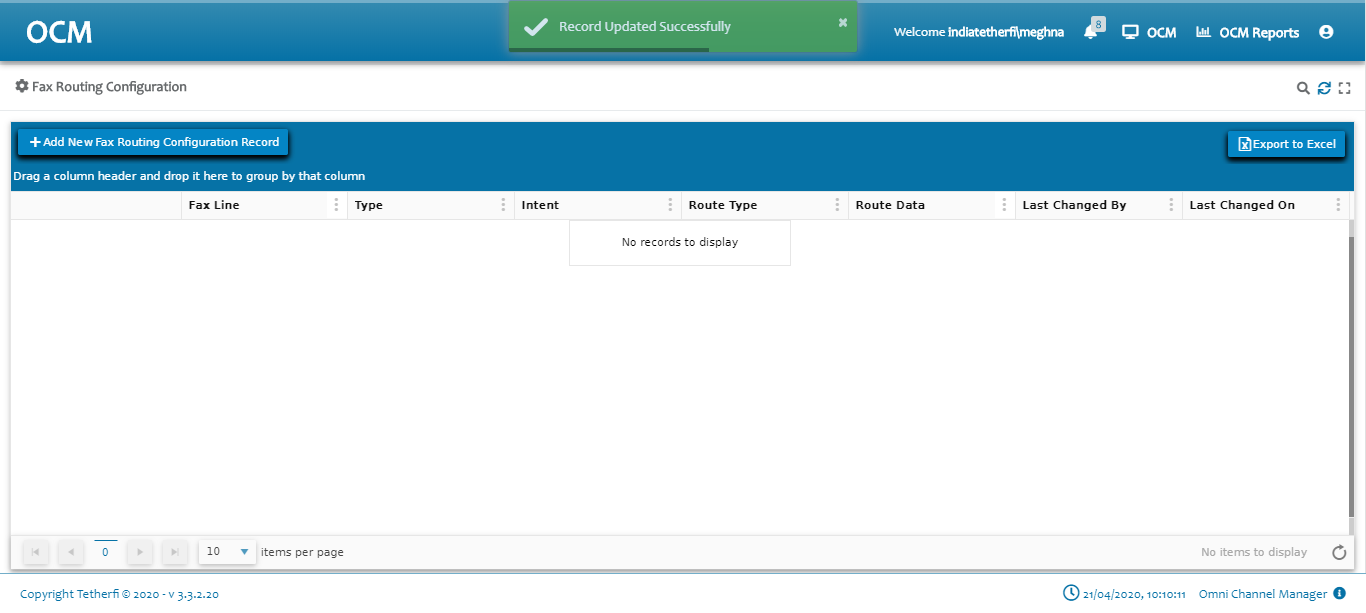 OCM
Record Updated Successfully
Welcome indiatetherfi\meghna
8
OCM
OCM Reports
Fax Routing Configuration
Add New Fax Routing Configuration Record
Export to Excel
Drag a column header and drop it here to group by that column
Fax Line Type Intent Route Type Route Data Last Changed By Last Changed On
No records to display
0 10 items per page No items to display
Copyright Tetherfi © 2020 - v 3.3.2.20 21/04/2020, 10:10:11 Omni Channel Manager